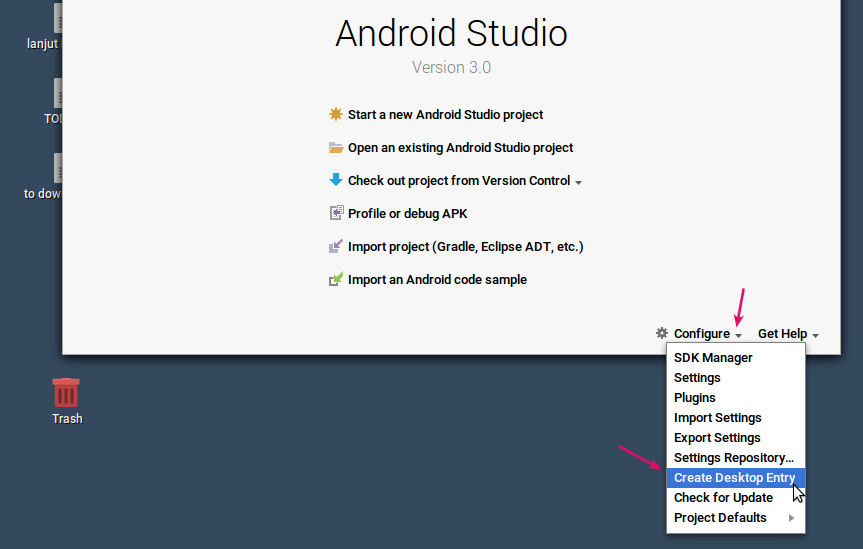 Android Studio
Version 3.0
lanjut
TOD
to dow
Start a new Android Studio project
Open an existing Android Studio project
Check out project from Version Control
Profile or debug APK
Import project (Gradle, Eclipse ADT, etc.)
Import an Android code sample
Configure
Get Help
SDK Manager
Settings
Plugins
Import Settings
Export Settings
Settings Repository...
Create Desktop Entry
Check for Update
Project Defaults
Trash